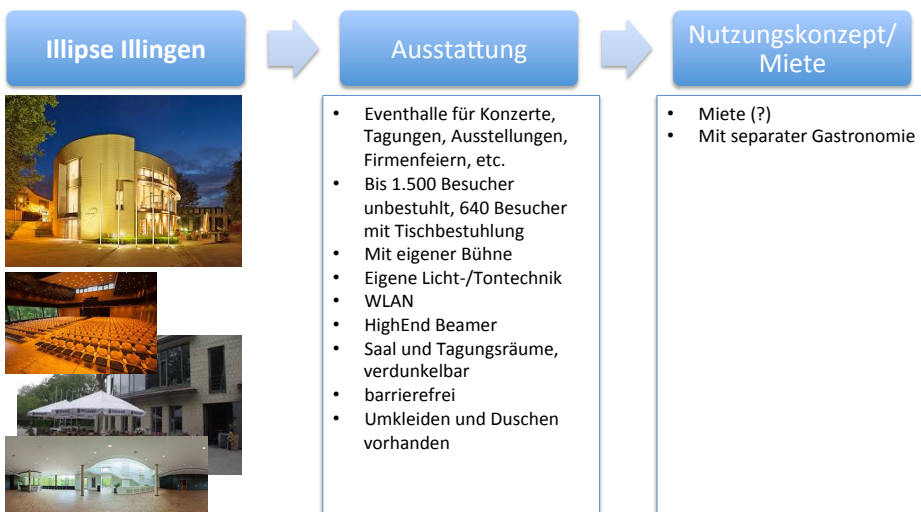 Illipse Illingen
Ausstattung
Nutzungskonzept/
Miete
• Eventhalle für Konzerte,
Tagungen, Ausstellungen,
Firmenfeiern, etc.
• Bis 1.500 Besucher
unbestuhlt, 640 Besucher
mit Tischbestuhlung
• Mit eigener Bühne
• Eigene Licht-/Tontechnik
• WLAN
• HighEnd Beamer
• Saal und Tagungsräume,
verdunkelbar
• barrierefrei
• Umkleiden und Duschen
vorhanden
• Miete (?)
• Mit separater Gastronomie